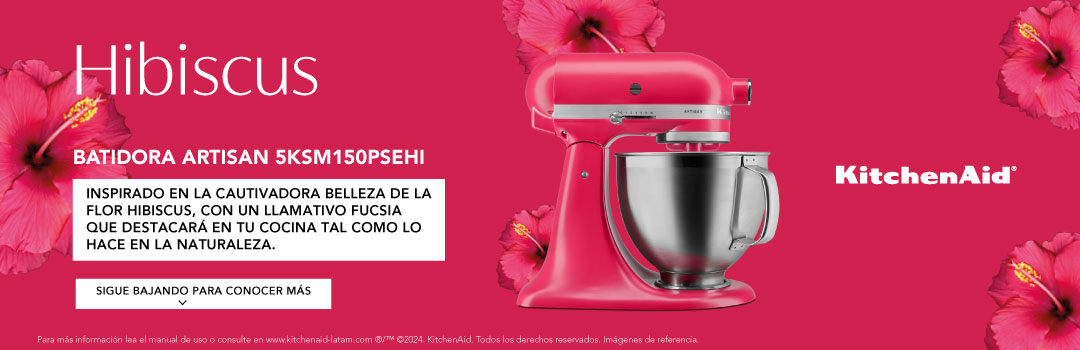 Hibiscus
BATIDORA ARTISAN 5KSM150PSEHI
INSPIRADO EN LA CAUTIVADORA BELLEZA DE LA
FLOR HIBISCUS, CON UN LLAMATIVO FUCSIA
QUE DESTACARÁ EN TU COCINA TAL COMO LO
HACE EN LA NATURALEZA.
SIGUE BAJANDO PARA CONOCER MÁS
ARTISAN
KitchenAid®
Para más información lea el manual de uso o consulte en www.kitchenaid-latam.com ®/™ ©2024. KitchenAid. Todos los derechos reservados. Imágenes de referencia.